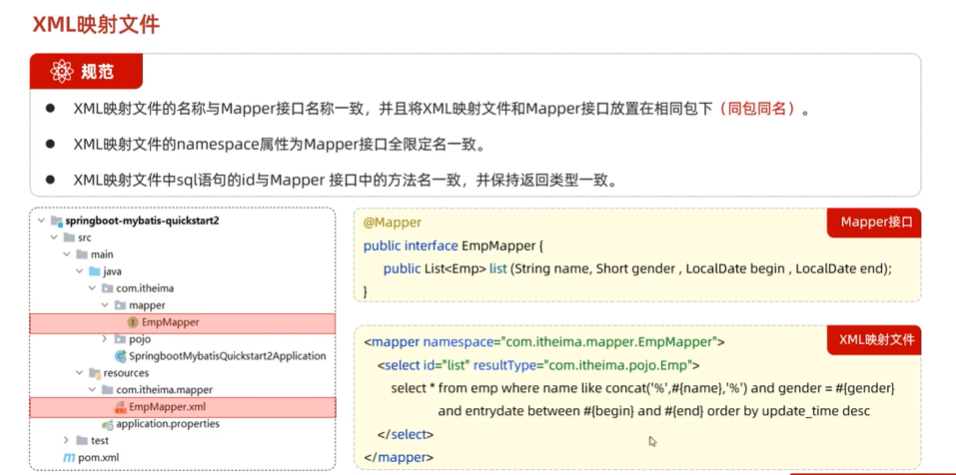 XML映射文件
规范
XML映射文件的名称与Mapper接口名称一致，并且将XML映射文件和Mapper接口放置在相同包下（同包同名）。
XML映射文件的namespace属性为Mapper接口全限定名一致。
XML映射文件中sql语句的id与Mapper 接口中的方法名一致，并保持返回类型一致。
springboot-mybatis-quickstart2
src
main
java
com.itheima
mapper
EmpMapper
pojo
SpringbootMybatisQuickstart2Application
resources
com.itheima.mapper
EmpMapper.xml
application.properties
test
pom.xml
Mapper接口
@Mapper
public interface EmpMapper {
public List<Emp> list (String name, Short gender , LocalDate begin , LocalDate end);
}
XML映射文件
<mapper namespace="com.itheima.mapper.EmpMapper">
<select id="list" resultType="com.itheima.pojo.Emp">
select * from emp where name like concat('%',#{name},'%') and gender = #{gender}
and entrydate between #{begin} and #{end} order by update_time desc
</select>
</mapper>